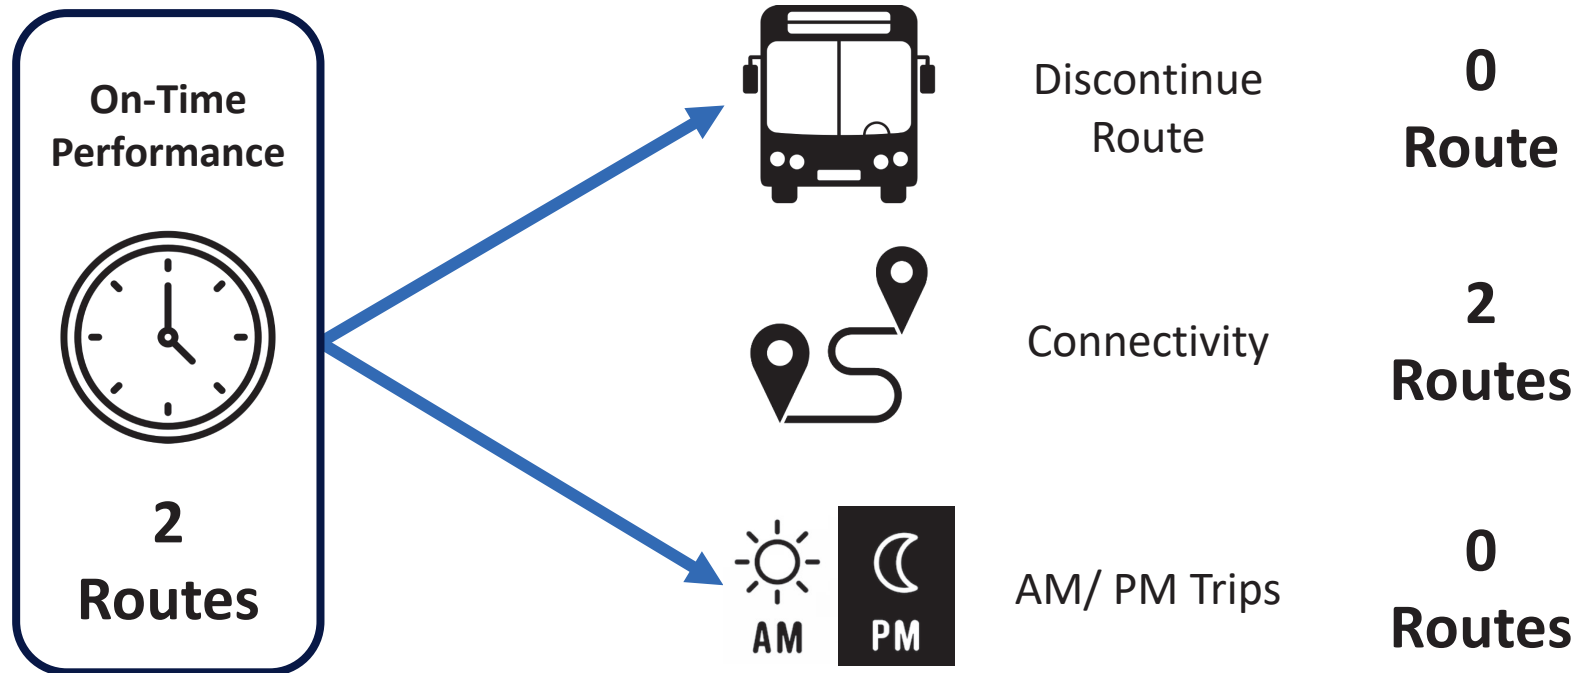 On-Time
Performance
2
Routes
Discontinue
Route
0
Route
Connectivity
2
Routes
AM
PM
AM/ PM Trips
0
Routes